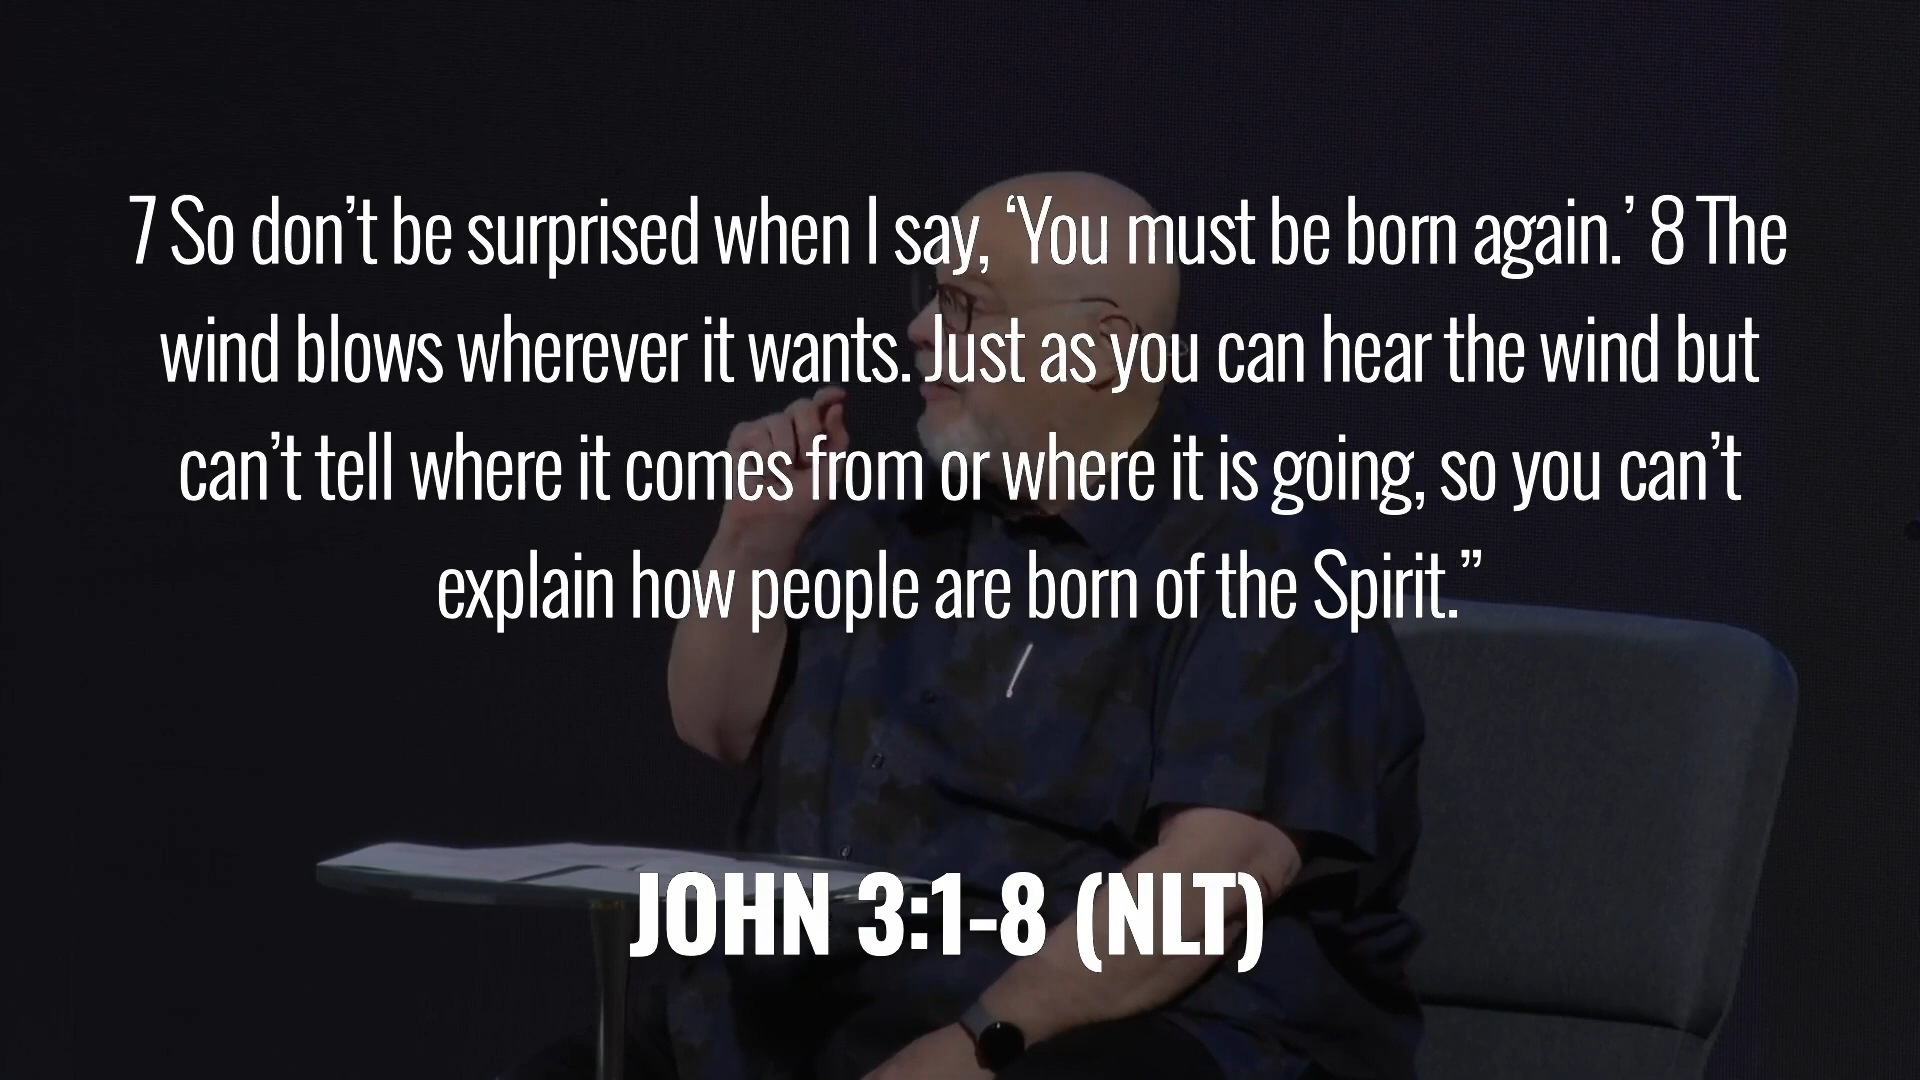 7 So don’t be surprised when I say, ‘You must be born again.’ 8 The
wind blows wherever it wants. Just as you can hear the wind but
can’t tell where it comes from or where it is going, so you can’t
explain how people are born of the Spirit.”
JOHN 3:1-8 (NLT)